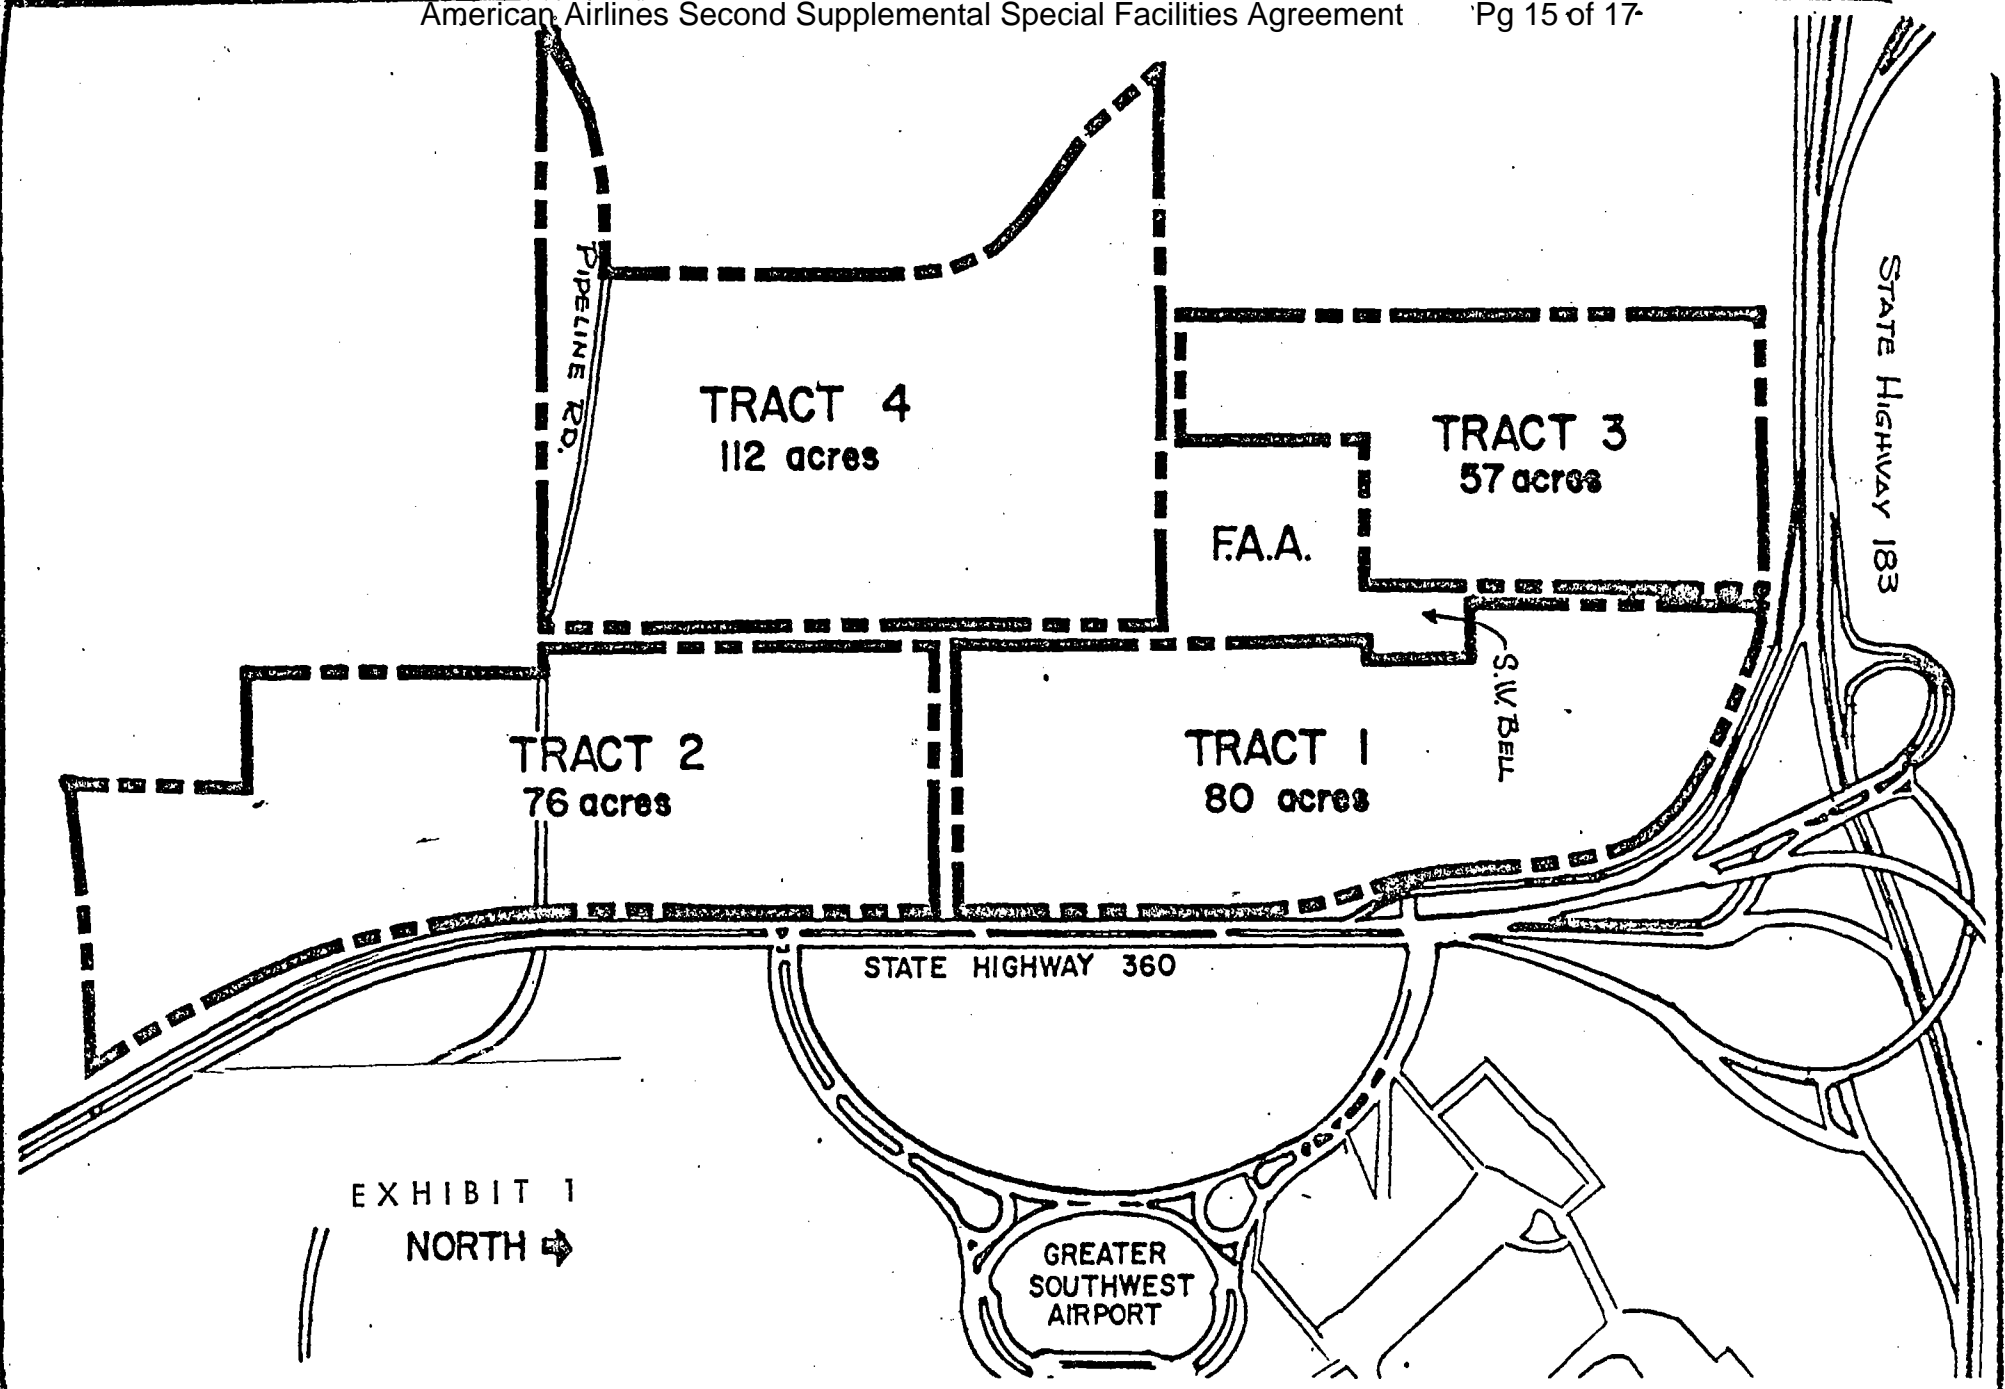 American Airlines Second Supplemental Special Facilities Agreement Pg 15 of 17
PIPELINE RD.
STATE HIGHWAY 183
TRACT 4
112 acres
TRACT 3
57 acres
F.A.A.
S.W. BELL
TRACT 2
76 acres
TRACT 1
80 acres
STATE HIGHWAY 360
EXHIBIT 1
NORTH
GREATER
SOUTHWEST
AIRPORT